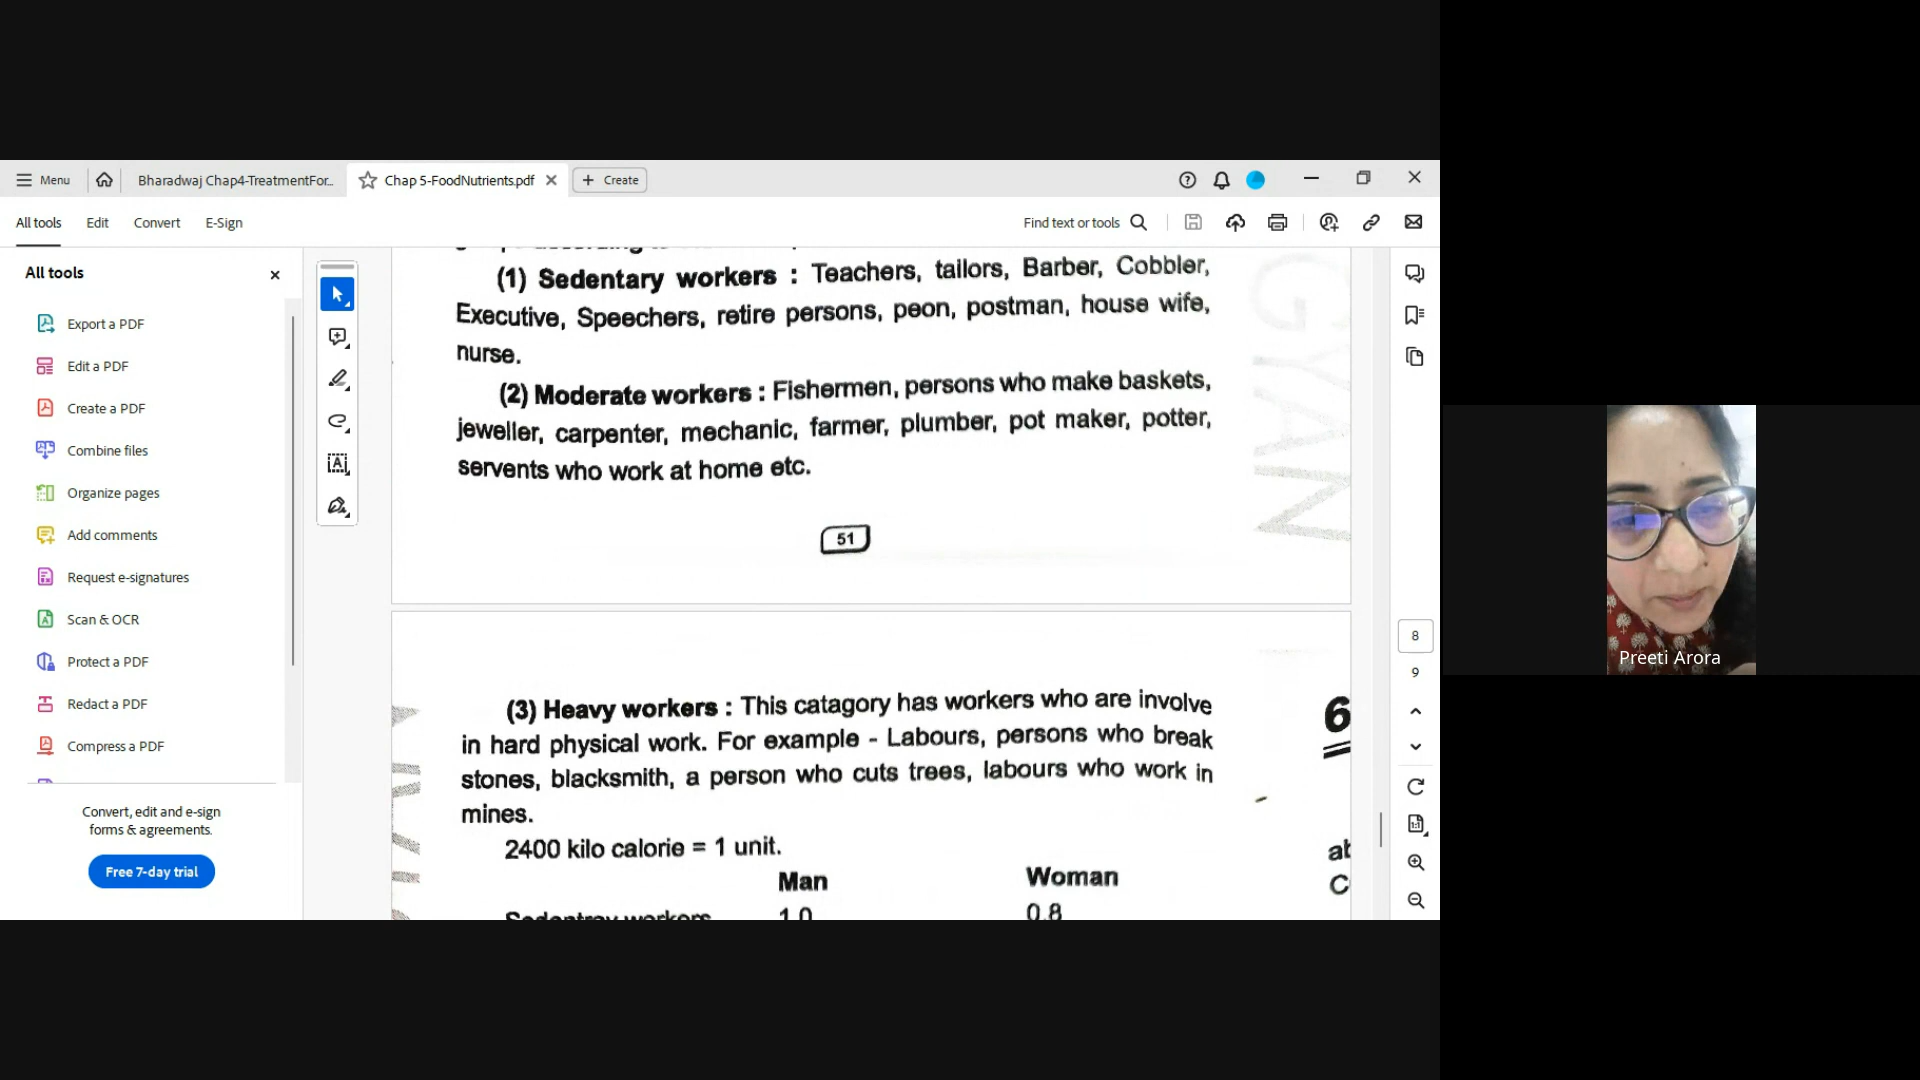 Menu
Bharadwaj Chap4-TreatmentFor...
Chap 5-FoodNutrients.pdf
Create
All tools
Edit
Convert
E-Sign
Find text or tools
All tools
Export a PDF
Edit a PDF
Create a PDF
Combine files
Organize pages
Add comments
Request e-signatures
Scan & OCR
Protect a PDF
Redact a PDF
Compress a PDF
Convert, edit and e-sign
forms & agreements.
Free 7-day trial
(1) Sedentary workers : Teachers, tailors, Barber, Cobbler,
Executive, Speechers, retire persons, peon, postman, house wife,
nurse.
(2) Moderate workers : Fishermen, persons who make baskets,
jeweller, carpenter, mechanic, farmer, plumber, pot maker, potter,
servents who work at home etc.
51
GYAN
(3) Heavy workers : This catagory has workers who are involve
in hard physical work. For example - Labours, persons who break
stones, blacksmith, a person who cuts trees, labours who work in
mines.
2400 kilo calorie = 1 unit.
Man Woman
Sedentray workers 1.0 0.8
6
8
9
Preeti Arora